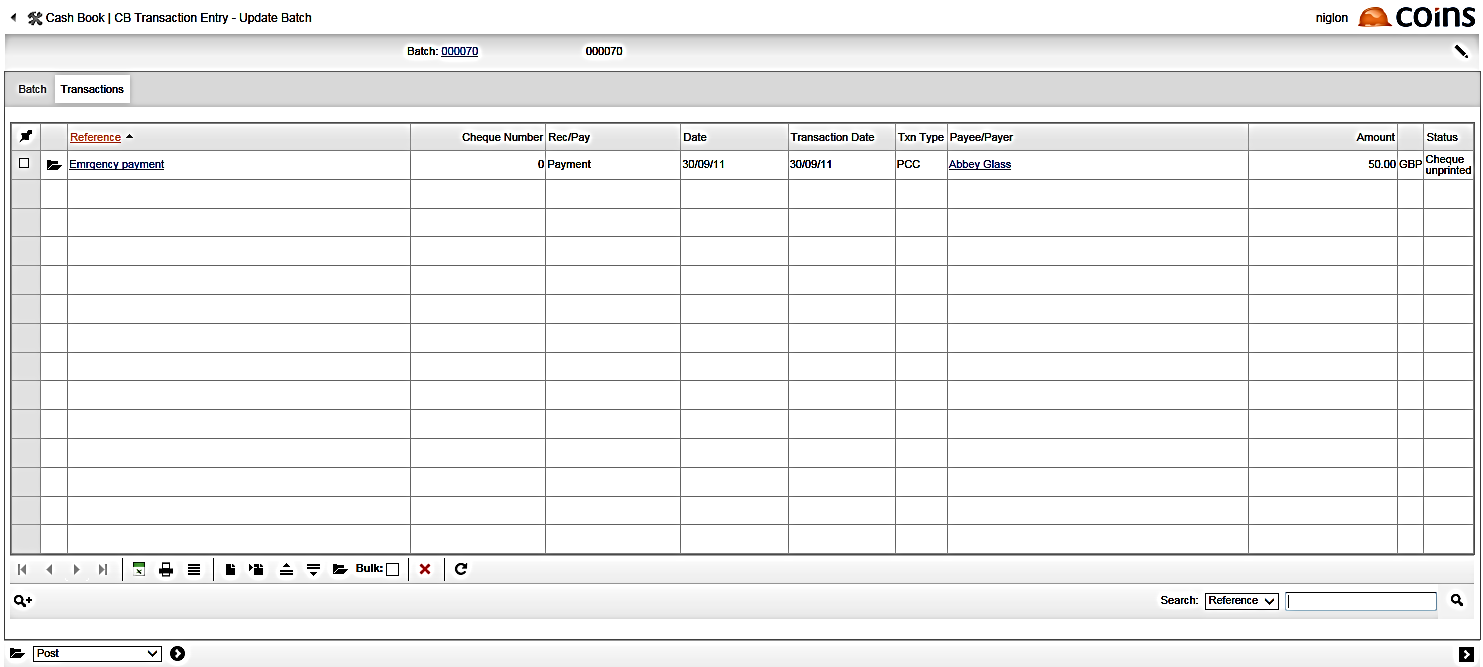 Cash Book | CB Transaction Entry - Update Batch
niglon
coins
Batch: 000070 000070
Batch Transactions
Reference Cheque Number Rec/Pay Date Transaction Date Txn Type Payee/Payer Amount Status
Emrgency payment 0 Payment 30/09/11 30/09/11 PCC Abbey Glass 50.00 GBP Cheque
unprinted
Bulk:
Search: Reference
Post